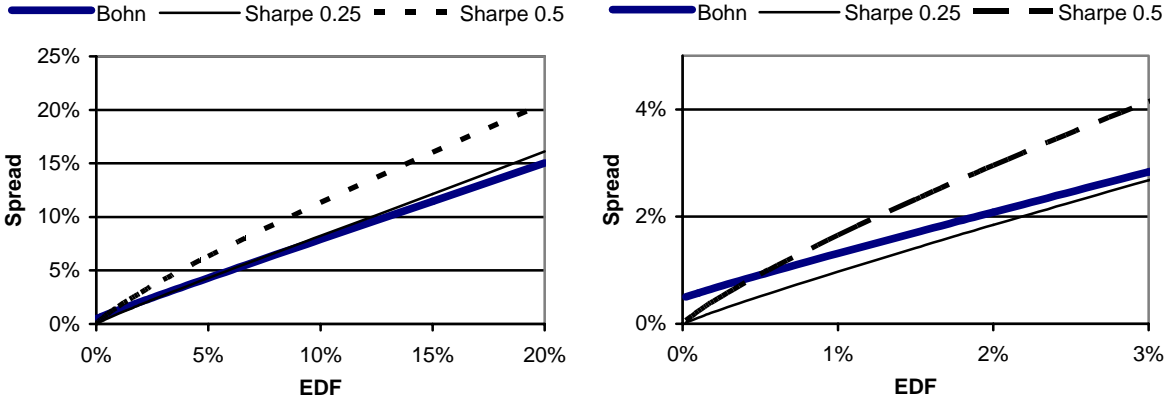 Bohn Sharpe 0.25 Sharpe 0.5
25%
20%
15%
10%
5%
0%
Spread
0% 5% 10% 15% 20%
EDF
Bohn Sharpe 0.25 Sharpe 0.5
4%
2%
0%
Spread
0% 1% 2% 3%
EDF